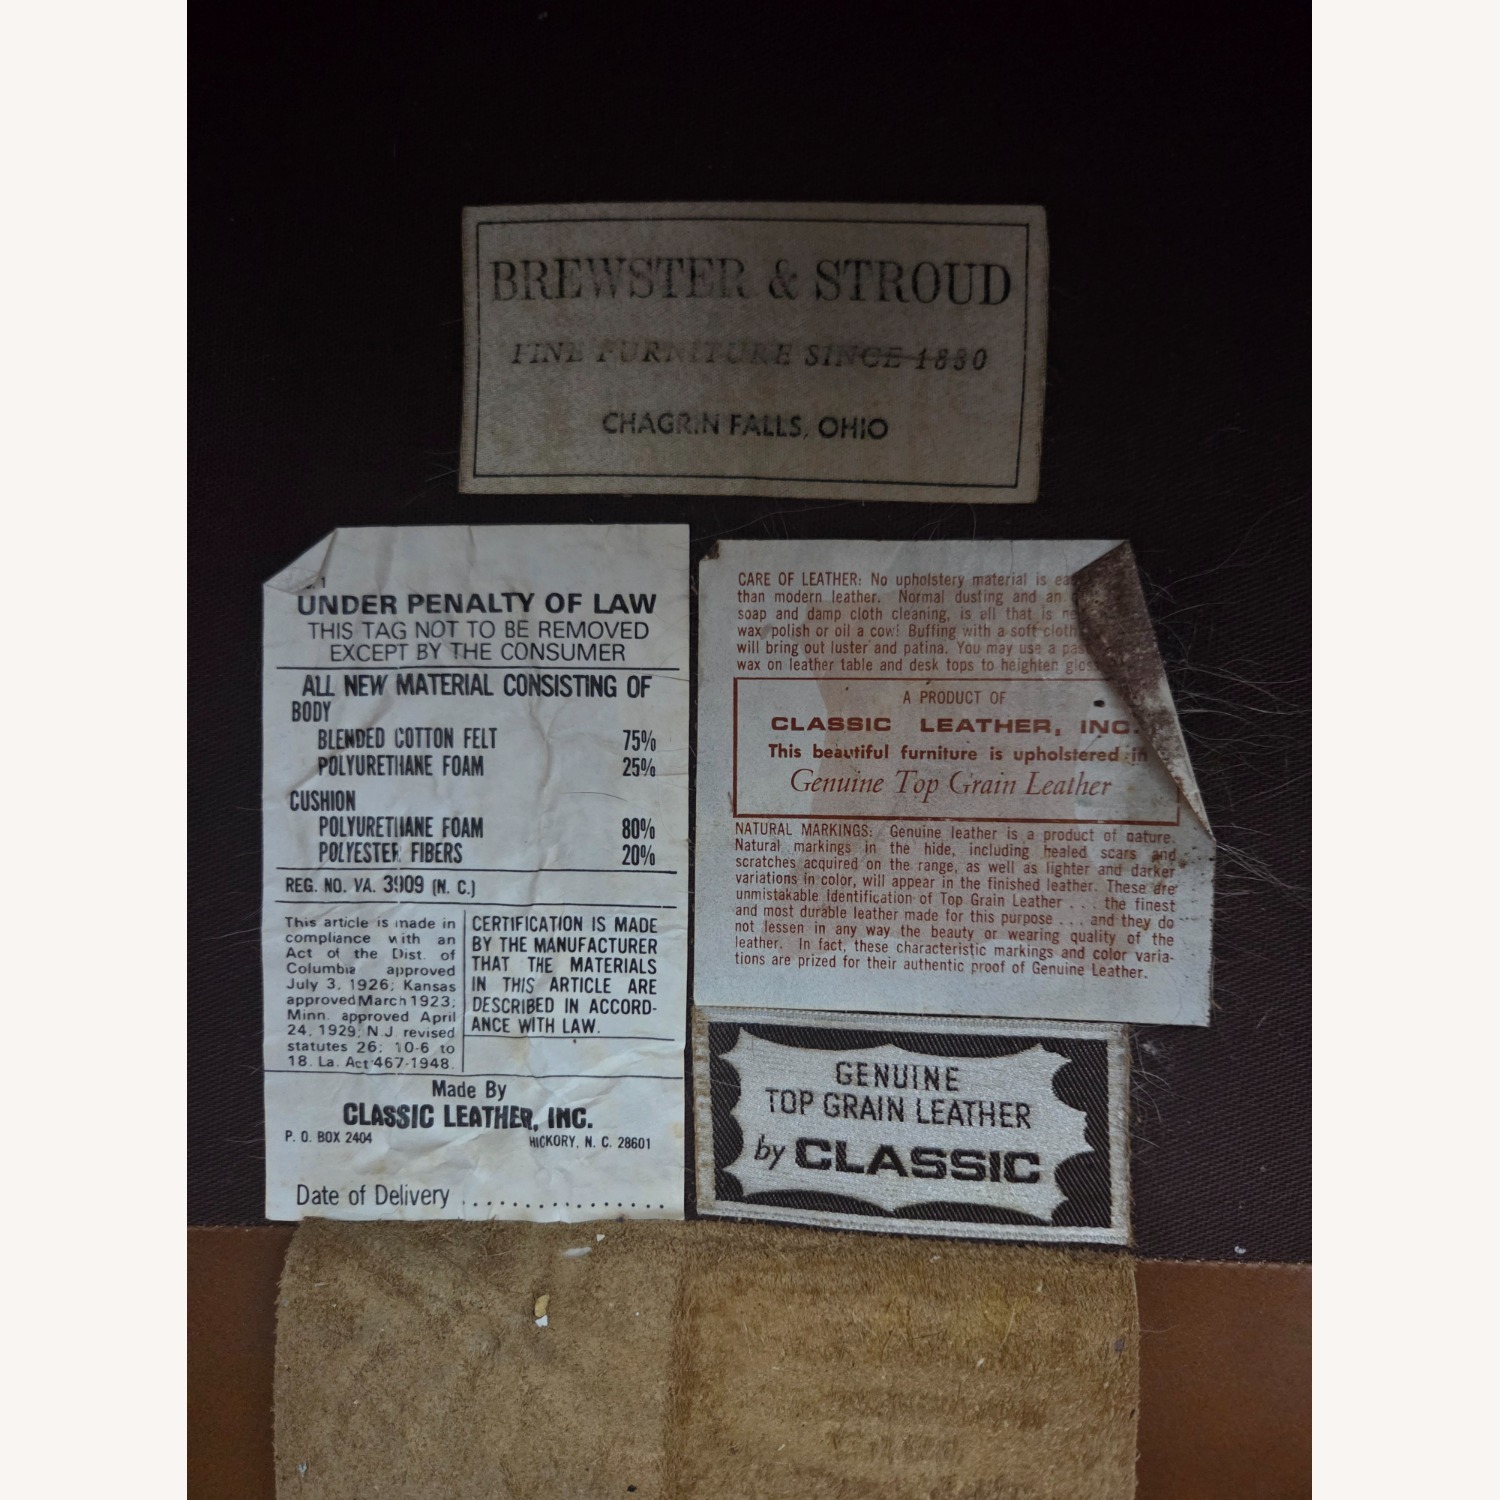 BREWSTER & STROUD
FINE FURNITURE SINCE 1830
CHAGRIN FALLS, OHIO
UNDER PENALTY OF LAW
THIS TAG NOT TO BE REMOVED
EXCEPT BY THE CONSUMER
ALL NEW MATERIAL CONSISTING OF
BODY
BLENDED COTTON FELT 75%
POLYURETHANE FOAM 25%
CUSHION
POLYURETHANE FOAM 80%
POLYESTER FIBERS 20%
REG. NO. VA. 3909 (N. C.)
This article is made in
compliance with an
Act of the Dist. of
Columbia approved
July 3, 1926; Kansas
approved March 1923;
Minn. approved April
24, 1929; N J revised
statutes 26; 10-6 to
18. La. Act 467-1948.
CERTIFICATION IS MADE
BY THE MANUFACTURER
THAT THE MATERIALS
IN THIS ARTICLE ARE
DESCRIBED IN ACCORD-
ANCE WITH LAW.
Made By
CLASSIC LEATHER, INC.
P. O. BOX 2404 HICKORY, N. C. 28601
Date of Delivery ...............
CARE OF LEATHER: No upholstery material is
than modern leather. Normal dusting and an
soap and damp cloth cleaning, is all that is
wax polish or oil a cow! Buffing with a soft cloth
will bring out luster and patina. You may use a
wax on leather table and desk tops to heighten
A PRODUCT OF
CLASSIC LEATHER, INC.
This beautiful furniture is upholstered in
Genuine Top Grain Leather
NATURAL MARKINGS: Genuine leather is a product of nature.
Natural markings in the hide, including healed scars and
scratches acquired on the range, as well as lighter and darker
variations in color, will appear in the finished leather. These are
unmistakable identification of Top Grain Leather . . . the finest
and most durable leather made for this purpose . . . and they do
not lessen in any way the beauty or wearing quality of the
leather. In fact, these characteristic markings and color varia-
tions are prized for their authentic proof of Genuine Leather.
GENUINE
TOP GRAIN LEATHER
by CLASSIC